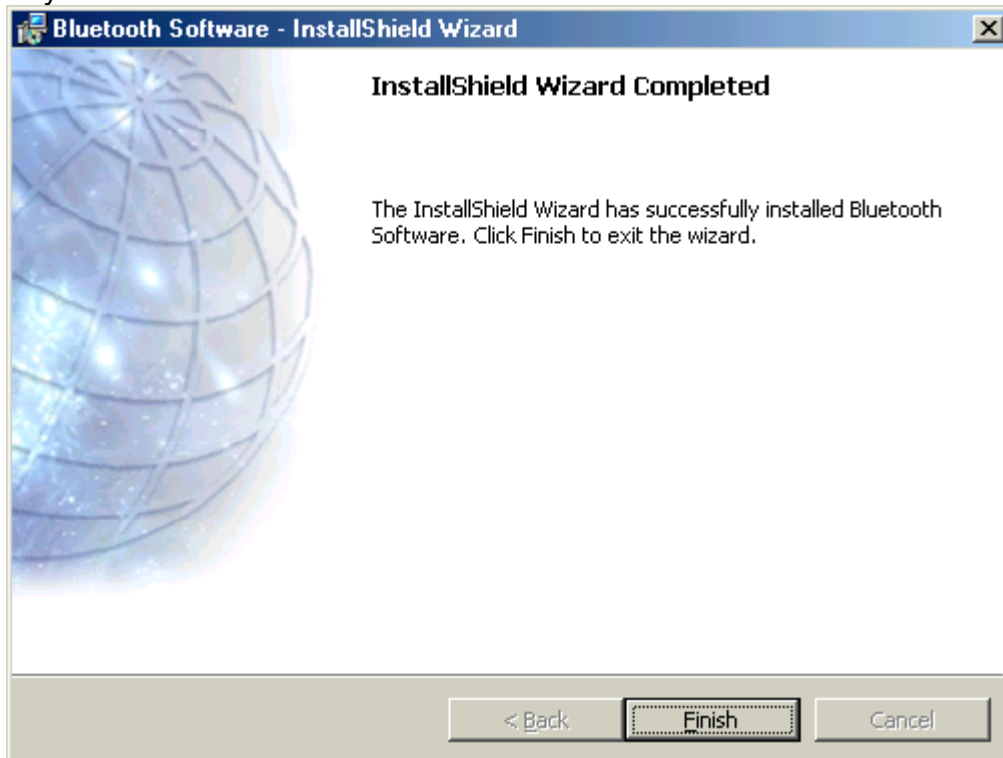 Bluetooth Software - InstallShield Wizard
InstallShield Wizard Completed
The InstallShield Wizard has successfully installed Bluetooth
Software. Click Finish to exit the wizard.
< Back
Finish
Cancel